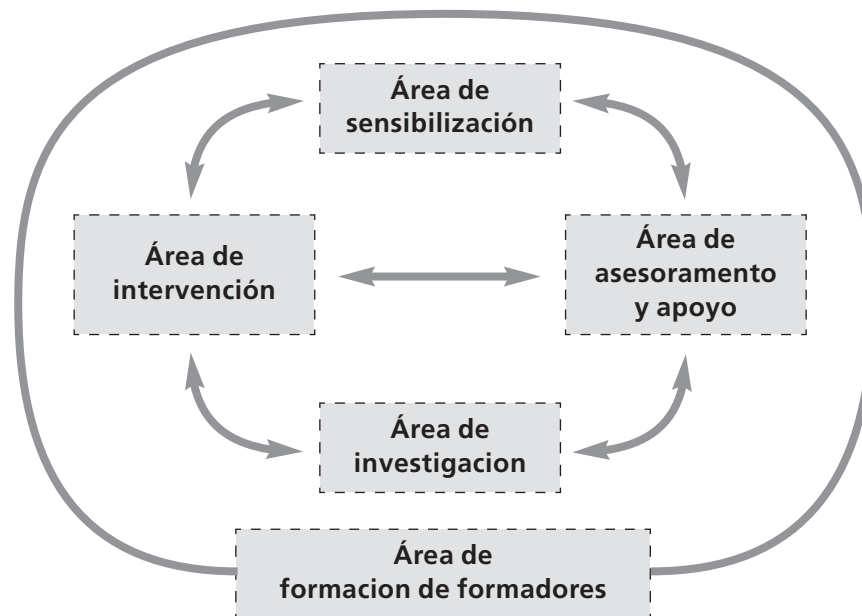 Área de
sensibilización
Área de
intervención
Área de
asesoramento
y apoyo
Área de
investigacion
Área de
formacion de formadores